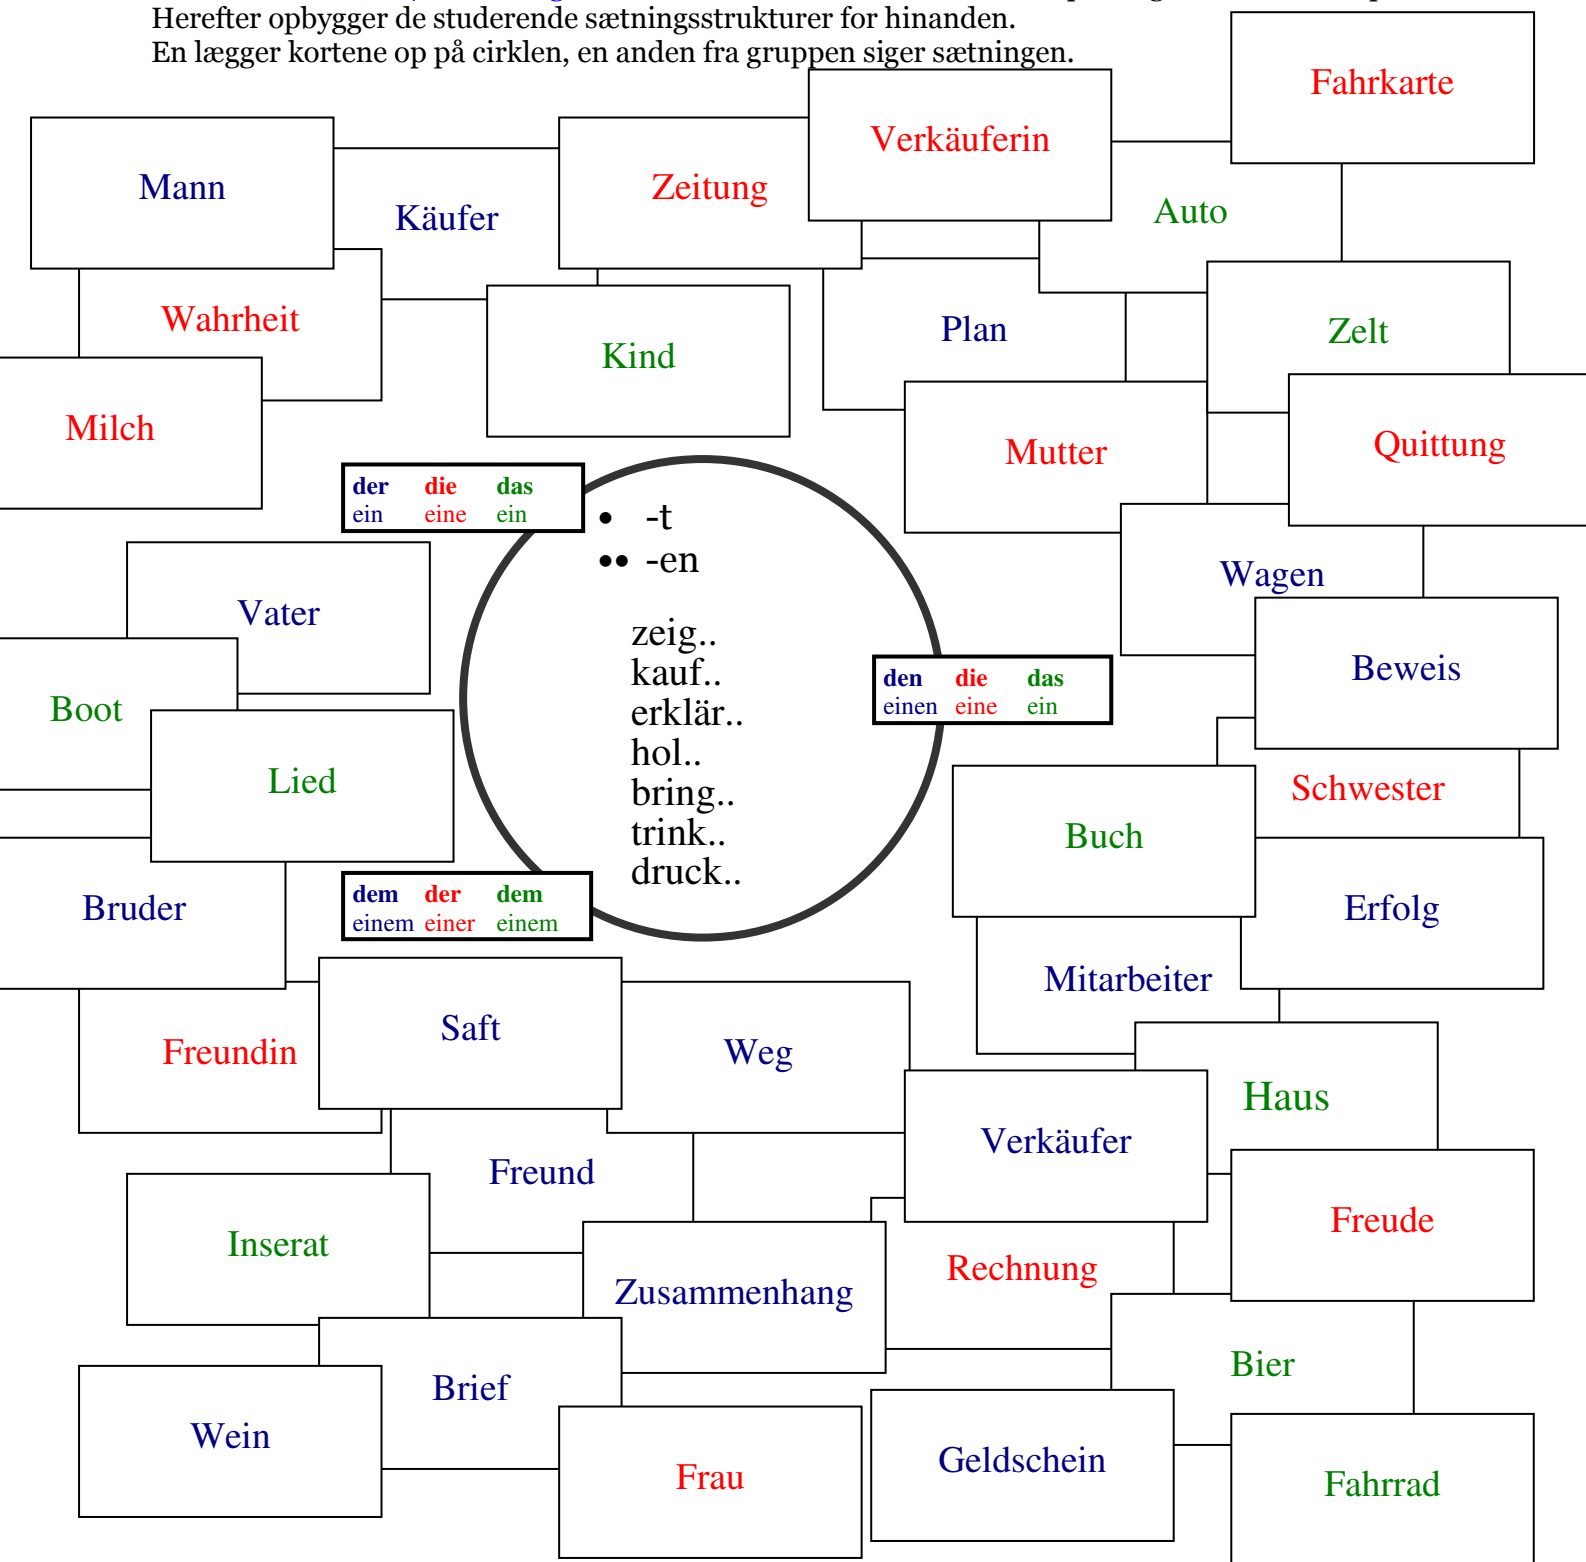 Herefter opbygger de studerende sætningsstrukturer for hinanden.
En lægger kortene op på cirklen, en anden fra gruppen siger sætningen.
Fahrkarte
Verkäuferin
Mann
Zeitung
Käufer
Auto
Wahrheit
Plan
Zelt
Kind
Milch
Mutter
Quittung
der die das
ein eine ein
• -t
•• -en
Wagen
Vater
zeig..
kauf..
erklär..
hol..
bring..
trink..
druck..
den die das
einen eine ein
Beweis
Boot
Lied
Schwester
Buch
Bruder
dem der dem
einem einer einem
Erfolg
Mitarbeiter
Saft
Freundin
Weg
Haus
Verkäufer
Freund
Freude
Inserat
Rechnung
Zusammenhang
Bier
Brief
Wein
Geldschein
Frau
Fahrrad